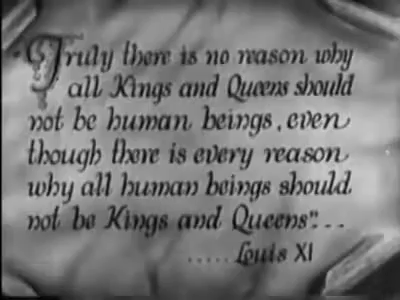 "Truly there is no reason why
all Kings and Queens should
not be human beings, even
though there is every reason
why all human beings should
not be Kings and Queens"...
.....Louis XI